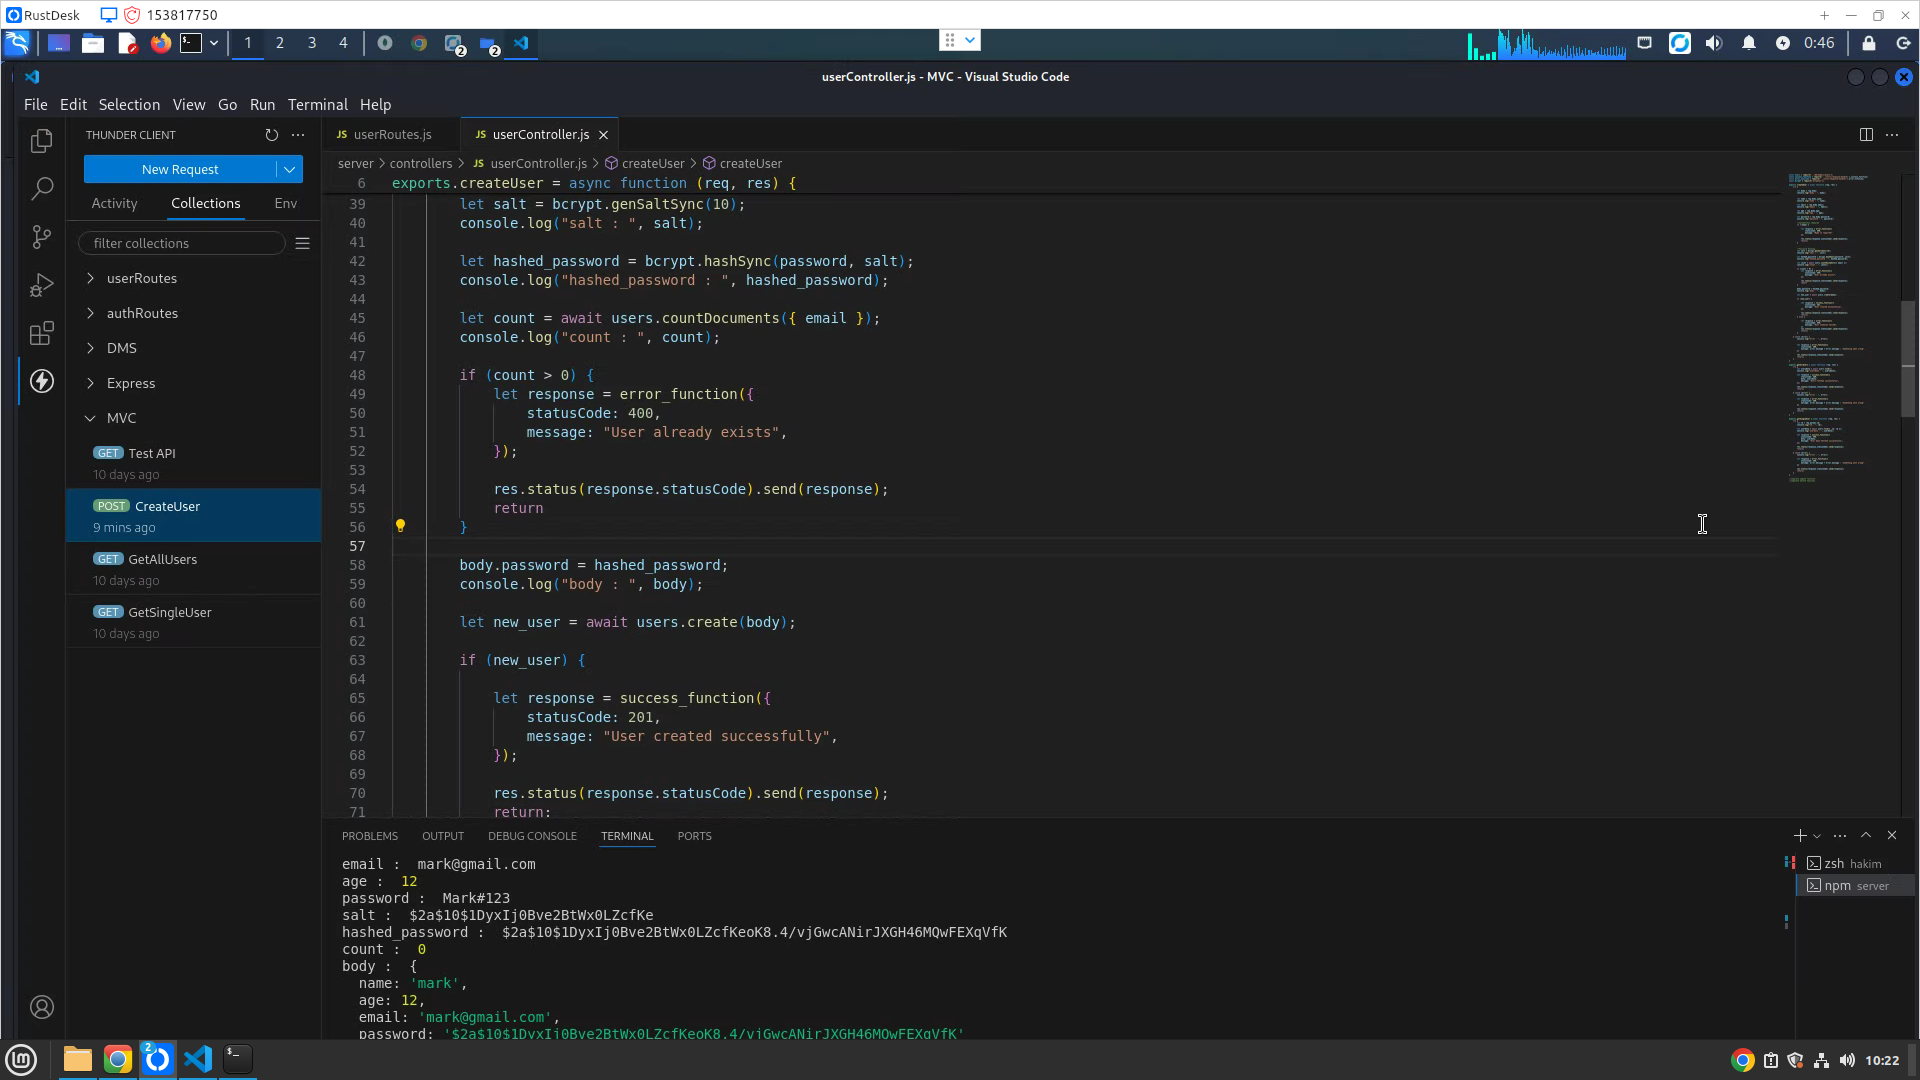 RustDesk 153817750
1 2 3 4 2 2 0:46
userController.js - MVC - Visual Studio Code
File Edit Selection View Go Run Terminal Help
THUNDER CLIENT
New Request
Activity Collections Env
filter collections
userRoutes
authRoutes
DMS
Express
MVC
GET Test API
10 days ago
POST CreateUser
9 mins ago
GET GetAllUsers
10 days ago
GET GetSingleUser
10 days ago
JS userRoutes.js JS userController.js
server > controllers > JS userController.js > createUser > createUser
6 exports.createUser = async function (req, res) {
39 let salt = bcrypt.genSaltSync(10);
40 console.log("salt : ", salt);
41
42 let hashed_password = bcrypt.hashSync(password, salt);
43 console.log("hashed_password : ", hashed_password);
44
45 let count = await users.countDocuments({ email });
46 console.log("count : ", count);
47
48 if (count > 0) {
49 let response = error_function({
50 statusCode: 400,
51 message: "User already exists",
52 });
53
54 res.status(response.statusCode).send(response);
55 return
56 }
57
58 body.password = hashed_password;
59 console.log("body : ", body);
60
61 let new_user = await users.create(body);
62
63 if (new_user) {
64
65 let response = success_function({
66 statusCode: 201,
67 message: "User created successfully",
68 });
69
70 res.status(response.statusCode).send(response);
71 return;
PROBLEMS OUTPUT DEBUG CONSOLE TERMINAL PORTS
email :  mark@gmail.com
age :  12
password :  Mark#123
salt :  $2a$10$1DyxIj0Bve2BtWx0LZcfKe
hashed_password :  $2a$10$1DyxIj0Bve2BtWx0LZcfKeoK8.4/vjGwcANirJXGH46MQwFEXqVfK
count :  0
body :  {
name: 'mark',
age: 12,
email: 'mark@gmail.com',
password: '$2a$10$1DyxIj0Bve2BtWx0LZcfKeoK8.4/vjGwcANirJXGH46MQwFEXqVfK'
zsh hakim
npm server
2 10:22